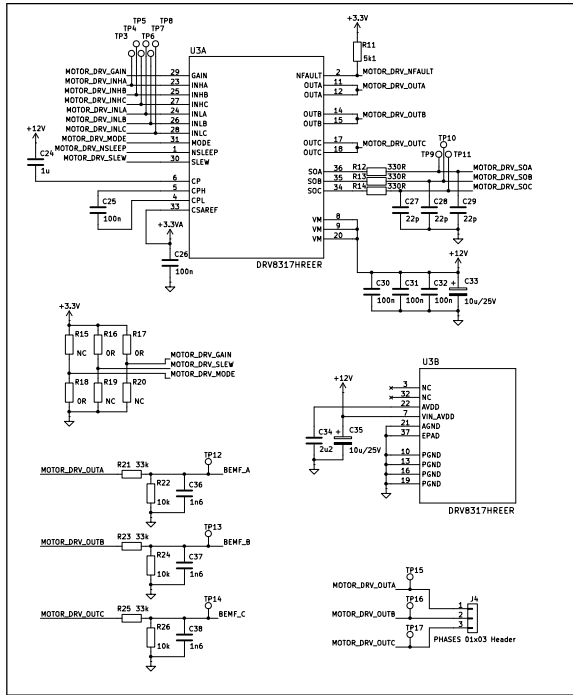 TP3 TP4 TP5 TP6 TP7 TP8
U3A
MOTOR_DRV_GAIN 29 GAIN
MOTOR_DRV_INHA 23 INHA
MOTOR_DRV_INHB 25 INHB
MOTOR_DRV_INHC 27 INHC
MOTOR_DRV_INLA 24 INLA
MOTOR_DRV_INLB 26 INLB
MOTOR_DRV_INLC 28 INLC
MOTOR_DRV_MODE 31 MODE
MOTOR_DRV_NSLEEP 1 NSLEEP
MOTOR_DRV_SLEW 30 SLEW
+12V
C24
1u
6 CP
5 CPH
4 CPL
33 CSAREF
C25
100n
+3.3VA
C26
100n
+3.3V
R11
5k1
NFAULT 2 MOTOR_DRV_NFAULT
OUTA 11 MOTOR_DRV_OUTA
OUTA 12
OUTB 14 MOTOR_DRV_OUTB
OUTB 15
OUTC 17 MOTOR_DRV_OUTC
OUTC 18
TP10
TP9 TP11
SOA 36 R12 330R MOTOR_DRV_SOA
SOB 35 R13 330R MOTOR_DRV_SOB
SOC 34 R14 330R MOTOR_DRV_SOC
C27 C28 C29
22p 22p 22p
VM 8
VM 9
VM 20
DRV8317HREER
+12V
C30 C31 C32 + C33
100n 100n 100n 10u/25V
+3.3V
R15 R16 R17
NC 0R 0R
MOTOR_DRV_GAIN
MOTOR_DRV_SLEW
MOTOR_DRV_MODE
R18 R19 R20
0R NC NC
U3B
+12V
3 NC
32 NC
22 AVDD
7 VIN_AVDD
21 AGND
37 EPAD
10 PGND
13 PGND
16 PGND
19 PGND
C34 + C35
2u2 10u/25V
DRV8317HREER
TP12
MOTOR_DRV_OUTA R21 33k BEMF_A
R22 C36
10k 1n6
TP13
MOTOR_DRV_OUTB R23 33k BEMF_B
R24 C37
10k 1n6
TP14
MOTOR_DRV_OUTC R25 33k BEMF_C
R26 C38
10k 1n6
TP15
MOTOR_DRV_OUTA J4
TP16 1
MOTOR_DRV_OUTB 2
TP17 3
MOTOR_DRV_OUTC PHASES 01x03 Header